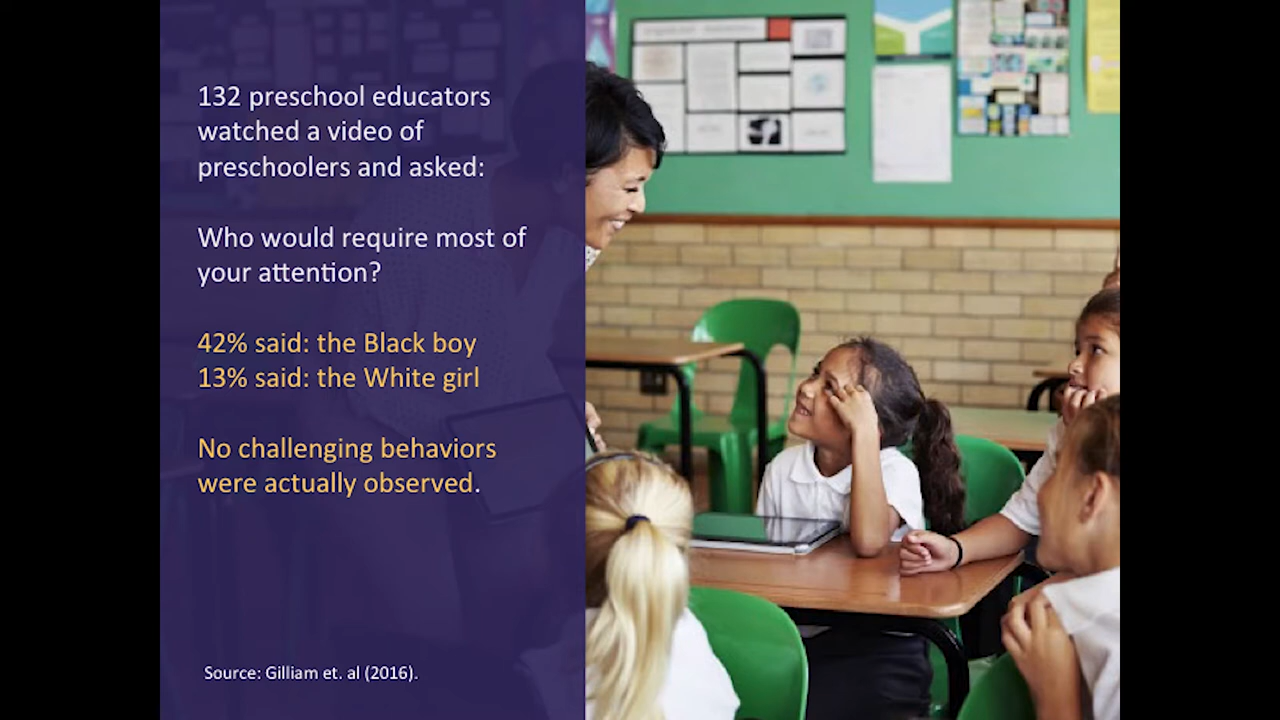 132 preschool educators
watched a video of
preschoolers and asked:
Who would require most of
your attention?
42% said: the Black boy
13% said: the White girl
No challenging behaviors
were actually observed.
Source: Gilliam et. al (2016).